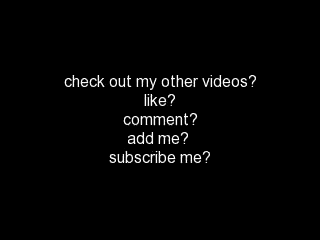 check out my other videos?
like?
comment?
add me?
subscribe me?